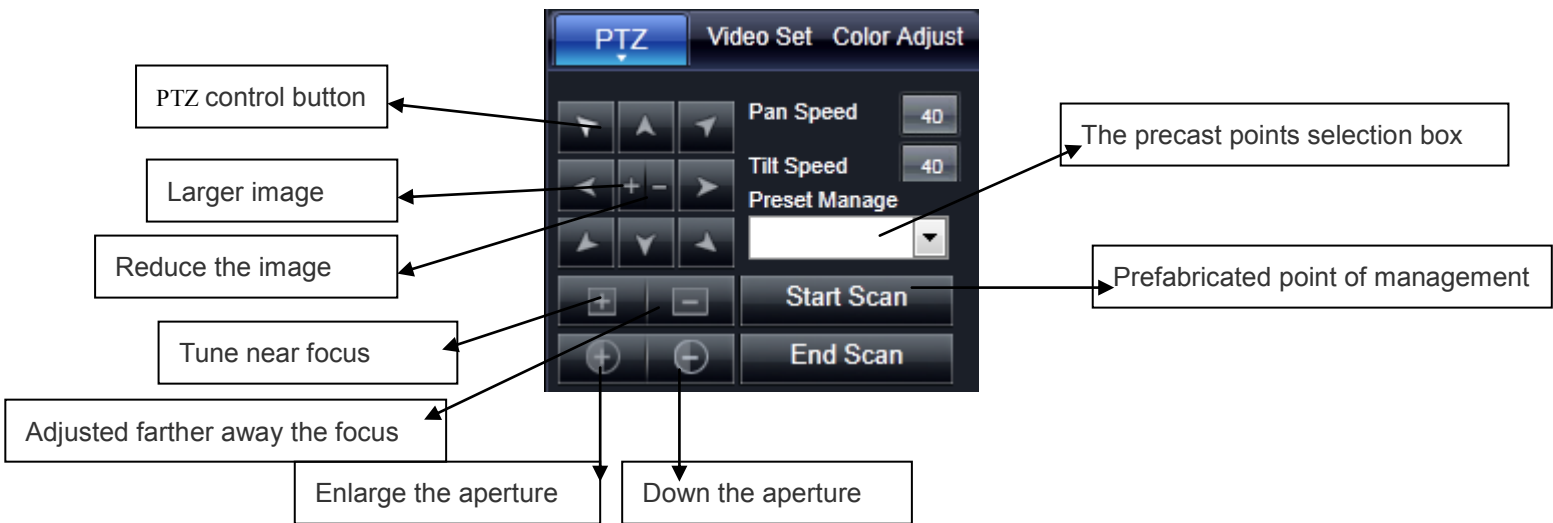 PTZ Video Set Color Adjust
PTZ control button
Pan Speed 40
The precast points selection box
Tilt Speed 40
Larger image
+ -
Preset Manage
Reduce the image
Prefabricated point of management
+ - Start Scan
Tune near focus
+ - End Scan
Adjusted farther away the focus
Enlarge the aperture
Down the aperture